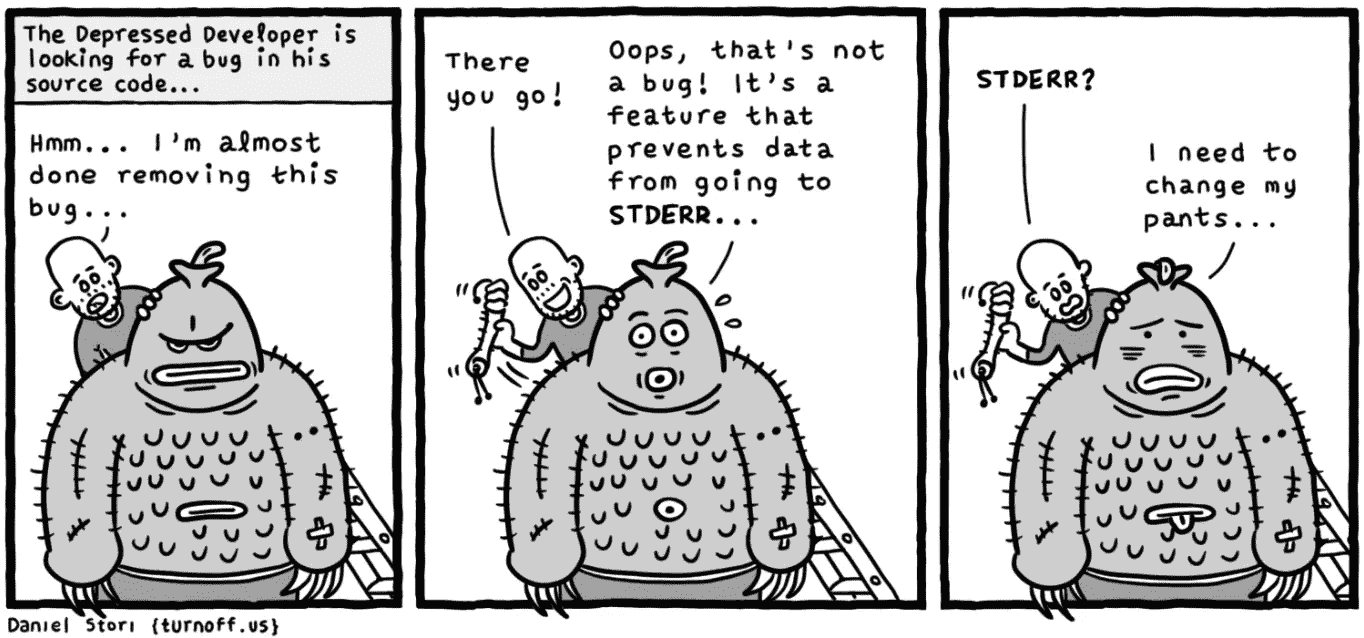 The Depressed Developer is
looking for a bug in his
source code...
Hmm... I'm almost
done removing this
bug...
There
you go!
Oops, that's not
a bug! It's a
feature that
prevents data
from going to
STDERR...
STDERR?
I need to
change my
pants...
Daniel Stori {turnoff.us}